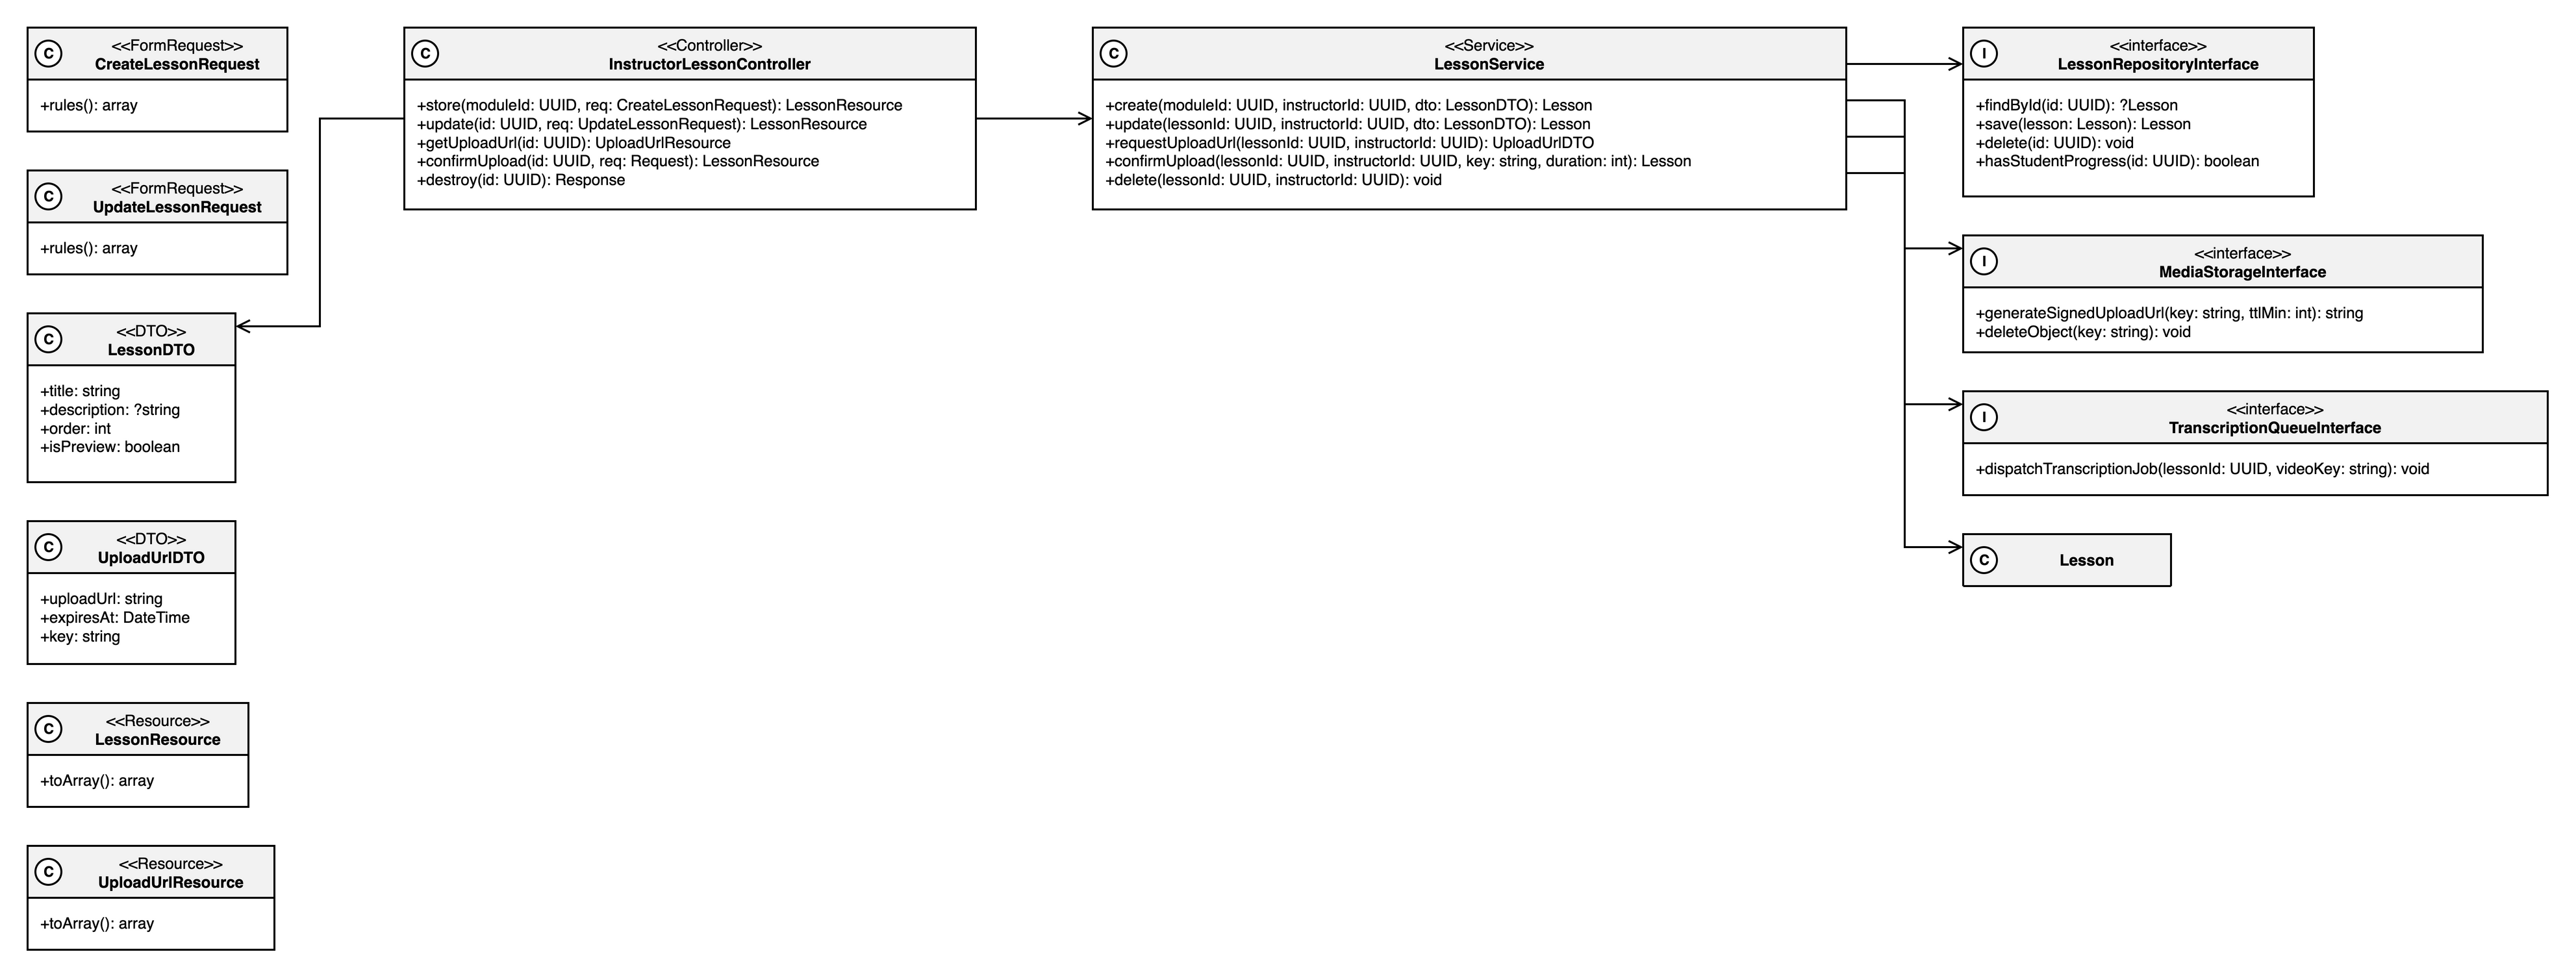 C
<<FormRequest>>
CreateLessonRequest
+rules(): array
C
<<FormRequest>>
UpdateLessonRequest
+rules(): array
C
<<DTO>>
LessonDTO
+title: string
+description: ?string
+order: int
+isPreview: boolean
C
<<DTO>>
UploadUrlDTO
+uploadUrl: string
+expiresAt: DateTime
+key: string
C
<<Resource>>
LessonResource
+toArray(): array
C
<<Resource>>
UploadUrlResource
+toArray(): array
C
<<Controller>>
InstructorLessonController
+store(moduleId: UUID, req: CreateLessonRequest): LessonResource
+update(id: UUID, req: UpdateLessonRequest): LessonResource
+getUploadUrl(id: UUID): UploadUrlResource
+confirmUpload(id: UUID, req: Request): LessonResource
+destroy(id: UUID): Response
C
<<Service>>
LessonService
+create(moduleId: UUID, instructorId: UUID, dto: LessonDTO): Lesson
+update(lessonId: UUID, instructorId: UUID, dto: LessonDTO): Lesson
+requestUploadUrl(lessonId: UUID, instructorId: UUID): UploadUrlDTO
+confirmUpload(lessonId: UUID, instructorId: UUID, key: string, duration: int): Lesson
+delete(lessonId: UUID, instructorId: UUID): void
I
<<interface>>
LessonRepositoryInterface
+findById(id: UUID): ?Lesson
+save(lesson: Lesson): Lesson
+delete(id: UUID): void
+hasStudentProgress(id: UUID): boolean
I
<<interface>>
MediaStorageInterface
+generateSignedUploadUrl(key: string, ttlMin: int): string
+deleteObject(key: string): void
I
<<interface>>
TranscriptionQueueInterface
+dispatchTranscriptionJob(lessonId: UUID, videoKey: string): void
C
Lesson